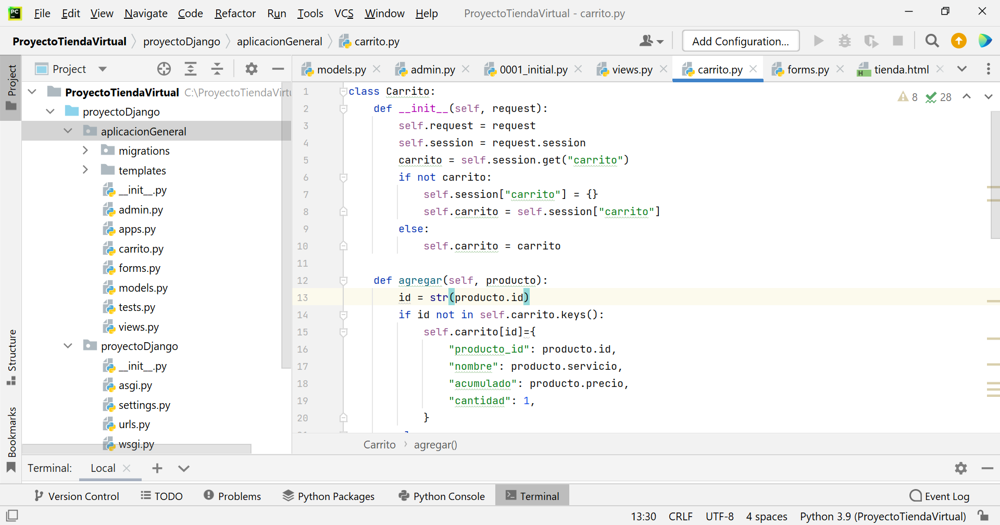 PC File Edit View Navigate Code Refactor Run Tools VCS Window Help ProyectoTiendaVirtual - carrito.py
ProyectoTiendaVirtual proyectoDjango aplicacionGeneral carrito.py Add Configuration...
Project
Project
models.py admin.py 0001_initial.py views.py carrito.py forms.py tienda.html
ProyectoTiendaVirtual C:\ProyectoTiendaVirtu
proyectoDjango
aplicacionGeneral
migrations
templates
__init__.py
admin.py
apps.py
carrito.py
forms.py
models.py
tests.py
views.py
proyectoDjango
__init__.py
asgi.py
settings.py
urls.py
wsgi.py
Structure
Bookmarks
8 28
1 class Carrito:
2 def __init__(self, request):
3 self.request = request
4 self.session = request.session
5 carrito = self.session.get("carrito")
6 if not carrito:
7 self.session["carrito"] = {}
8 self.carrito = self.session["carrito"]
9 else:
10 self.carrito = carrito
11
12 def agregar(self, producto):
13 id = str(producto.id)
14 if id not in self.carrito.keys():
15 self.carrito[id]={
16 "producto_id": producto.id,
17 "nombre": producto.servicio,
18 "acumulado": producto.precio,
19 "cantidad": 1,
20 }
Carrito agregar()
Terminal: Local
Version Control TODO Problems Python Packages Python Console Terminal Event Log
13:30 CRLF UTF-8 4 spaces Python 3.9 (ProyectoTiendaVirtual)